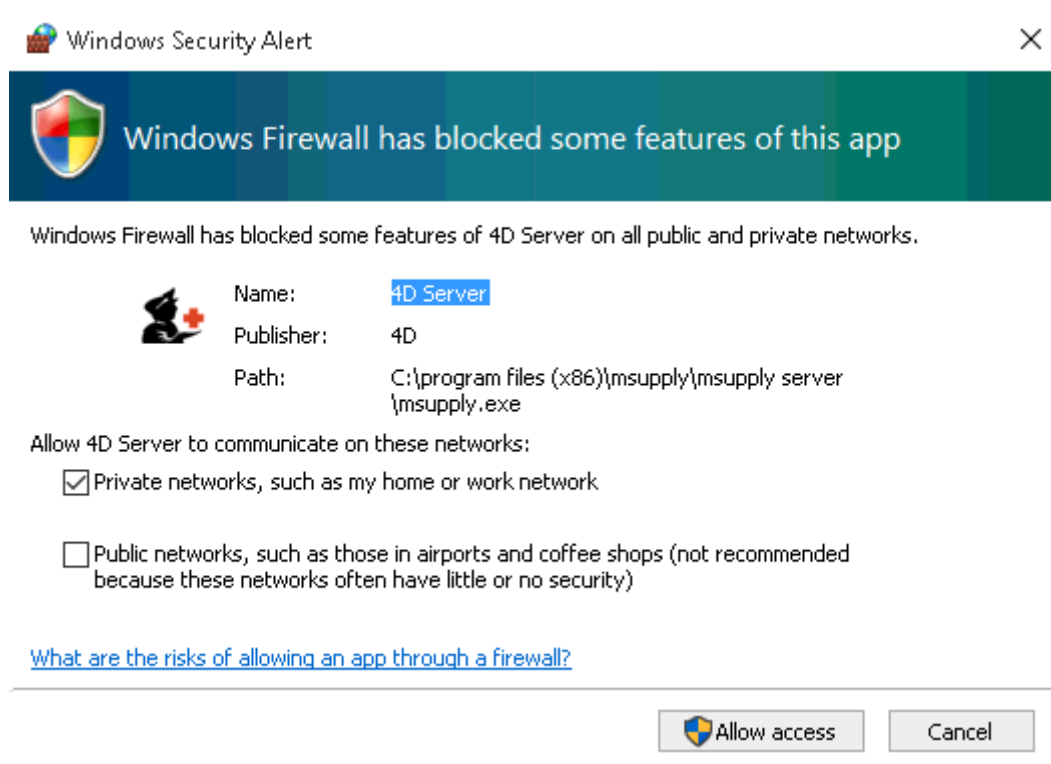 Windows Security Alert
Windows Firewall has blocked some features of this app
Windows Firewall has blocked some features of 4D Server on all public and private networks.
Name: 4D Server
Publisher: 4D
Path: C:\program files (x86)\msupply\msupply server
\msupply.exe
Allow 4D Server to communicate on these networks:
Private networks, such as my home or work network
Public networks, such as those in airports and coffee shops (not recommended
because these networks often have little or no security)
What are the risks of allowing an app through a firewall?
Allow access Cancel